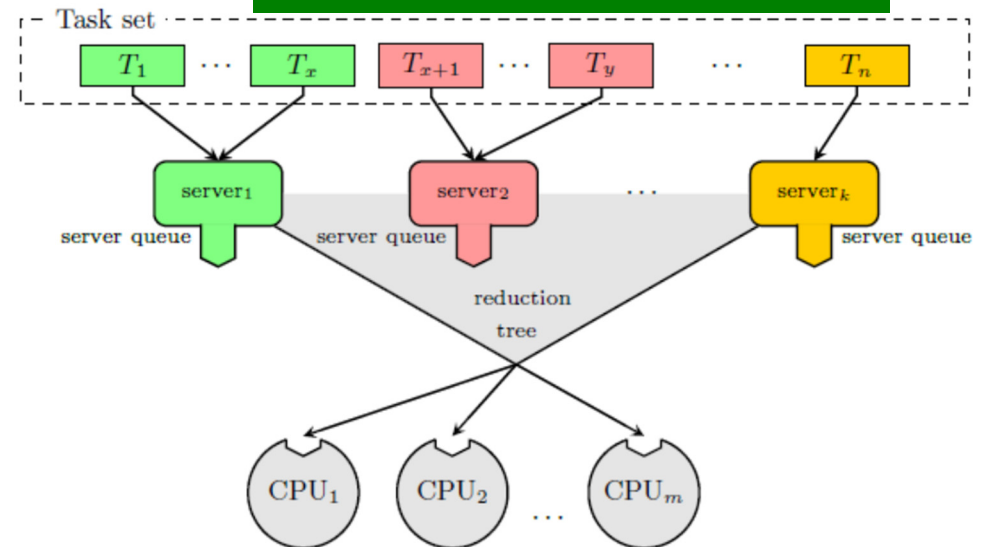 Task set
T₁ ... Tₓ Tₓ₊₁ ... T_y ... Tₙ
server₁ server₂ ... serverₖ
server queue server queue server queue
reduction
tree
CPU₁ CPU₂ ... CPUₘ